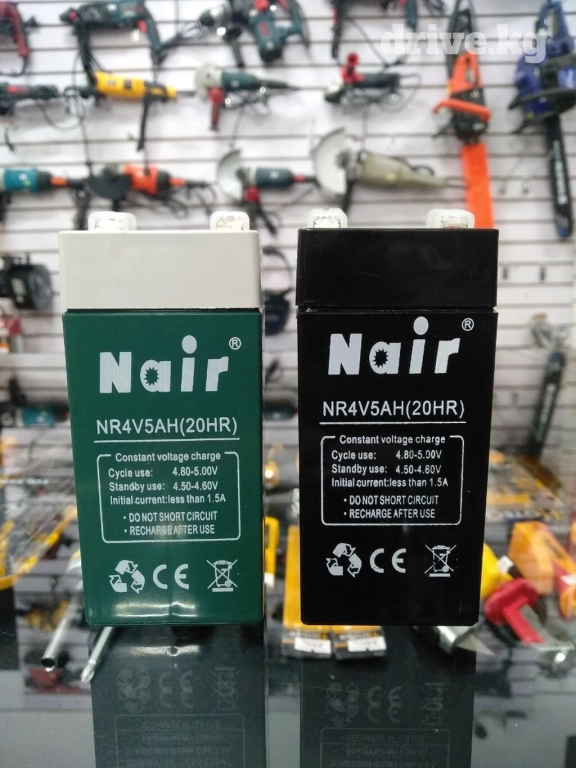 drive.kg
Nair®
NR4V5AH(20HR)
Constant voltage charge
Cycle use: 4.80-5.00V
Standby use: 4.50-4.60V
Initial current:less than 1.5A
• DO NOT SHORT CIRCUIT
• RECHARGE AFTER USE
CE
Nair®
NR4V5AH(20HR)
Constant voltage charge
Cycle use: 4.80-5.00V
Standby use: 4.50-4.60V
Initial current:less than 1.5A
• DO NOT SHORT CIRCUIT
• RECHARGE AFTER USE
CE